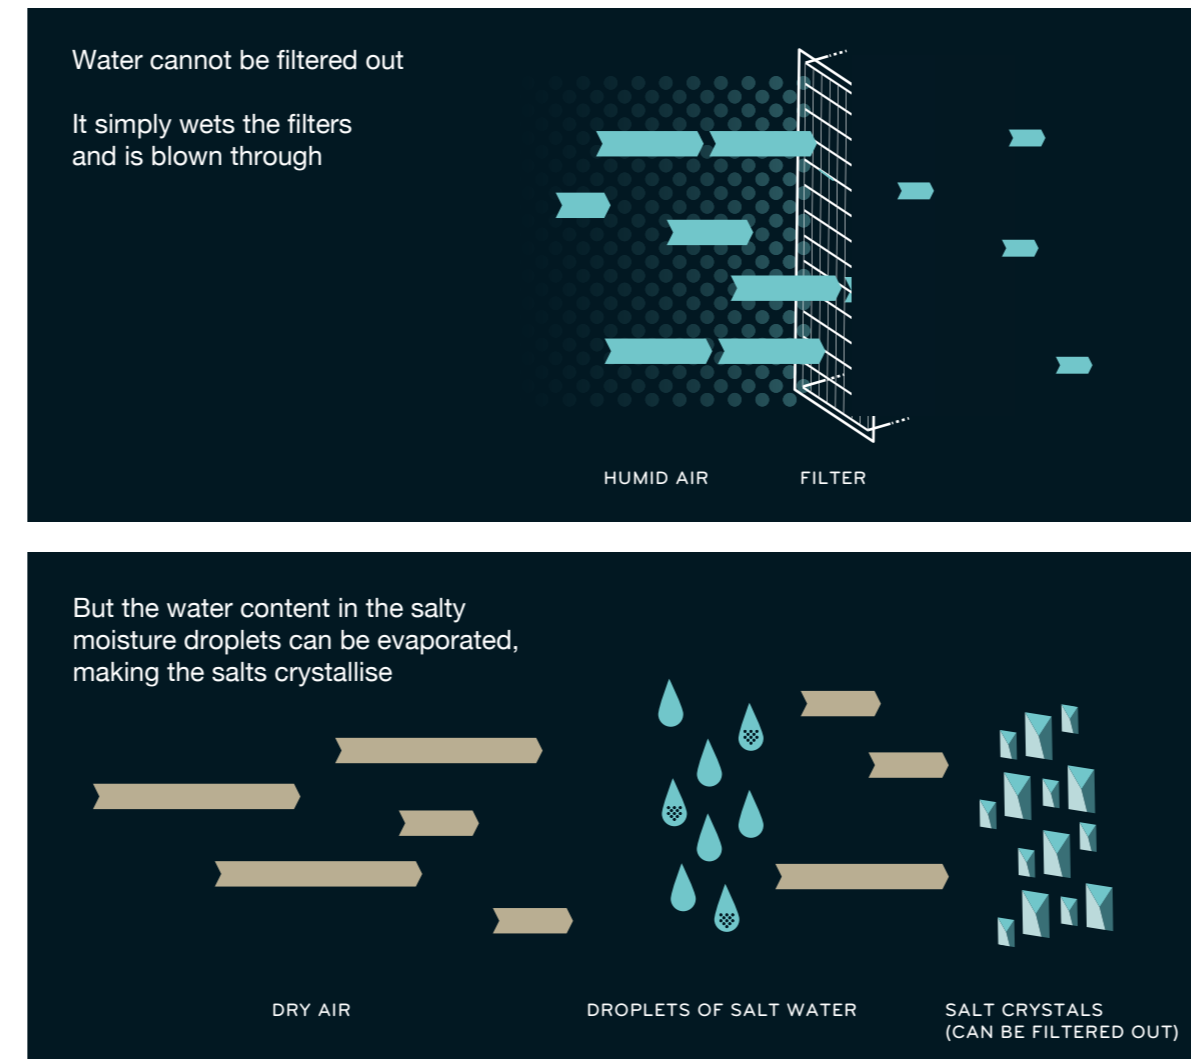 Water cannot be filtered out
It simply wets the filters
and is blown through
HUMID AIR
FILTER
But the water content in the salty
moisture droplets can be evaporated,
making the salts crystallise
DRY AIR
DROPLETS OF SALT WATER
SALT CRYSTALS
(CAN BE FILTERED OUT)